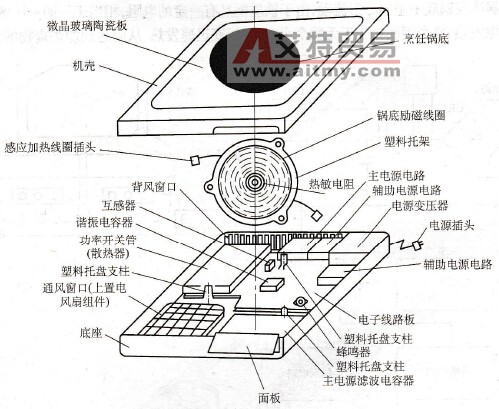 微晶玻璃陶瓷板
机壳
艾特贸易
www.aitmy.com
烹饪锅底
锅底励磁线圈
塑料托架
感应加热线圈插头
热敏电阻
主电源电路
辅助电源电路
电源变压器
背风窗口
互感器
谐振电容器
功率开关管
(散热器)
塑料托盘支柱
通风窗口(上置电
风扇组件)
底座
电源插头
辅助电源电路
电子线路板
塑料托盘支柱
蜂鸣器
塑料托盘支柱
主电源滤波电容器
面板